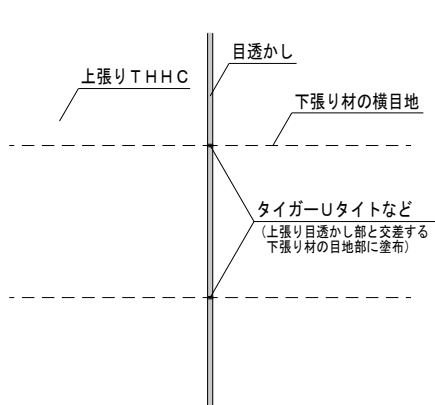 目透かし
上張りTHHC
下張り材の横目地
タイガーUタイトなど
(上張り目透かし部と交差する
下張り材の目地部に塗布)